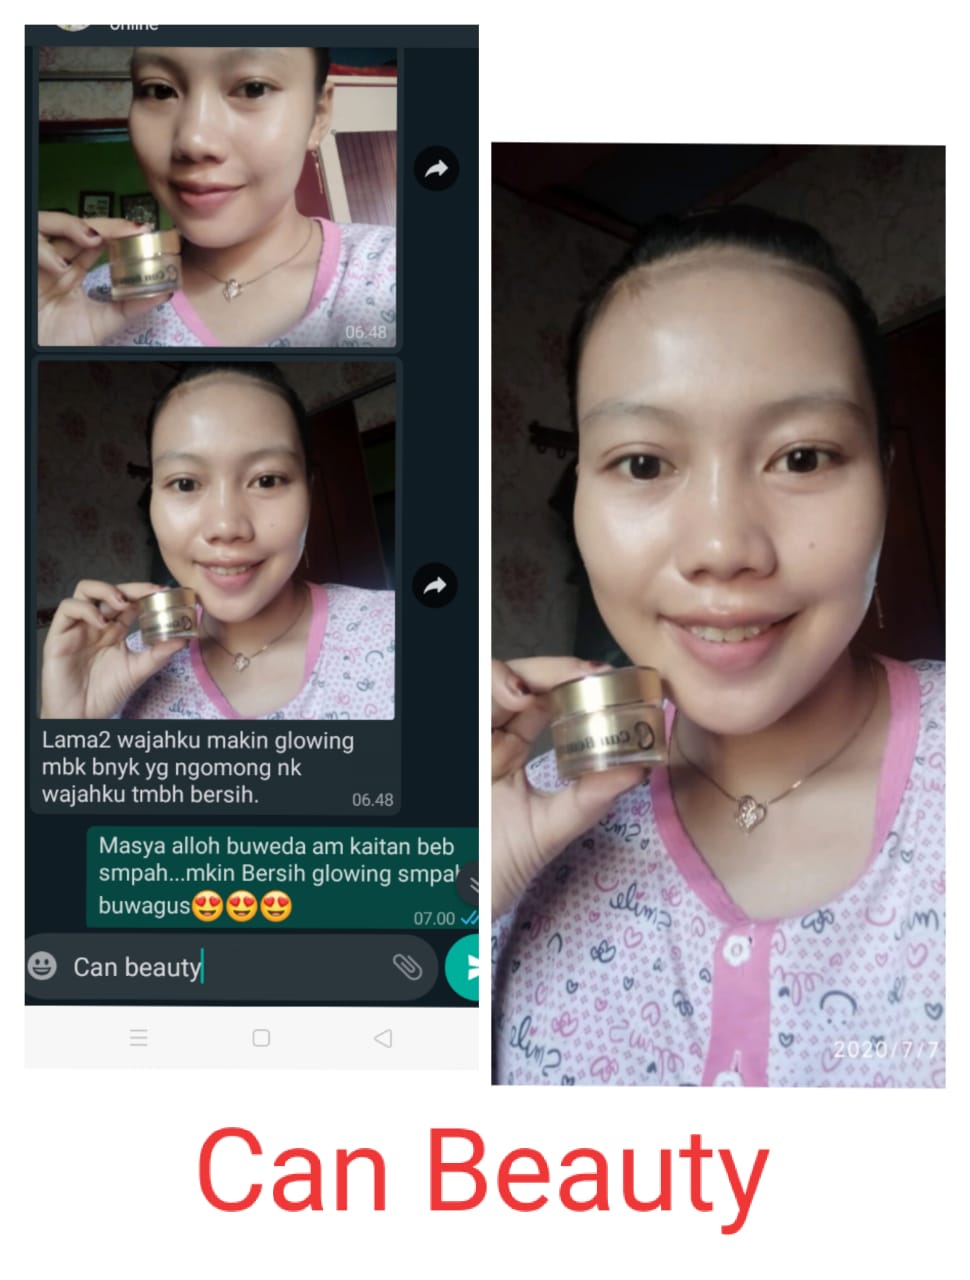 online
06.48
Lama2 wajahku makin glowing
mbk bnyk yg ngomong nk
wajahku tmbh bersih.
06.48
Masya alloh buweda am kaitan beb
smpah...mkin Bersih glowing smpah
buwagus😍😍😍
07.00
Can beauty
2020/7/7
Can Beauty